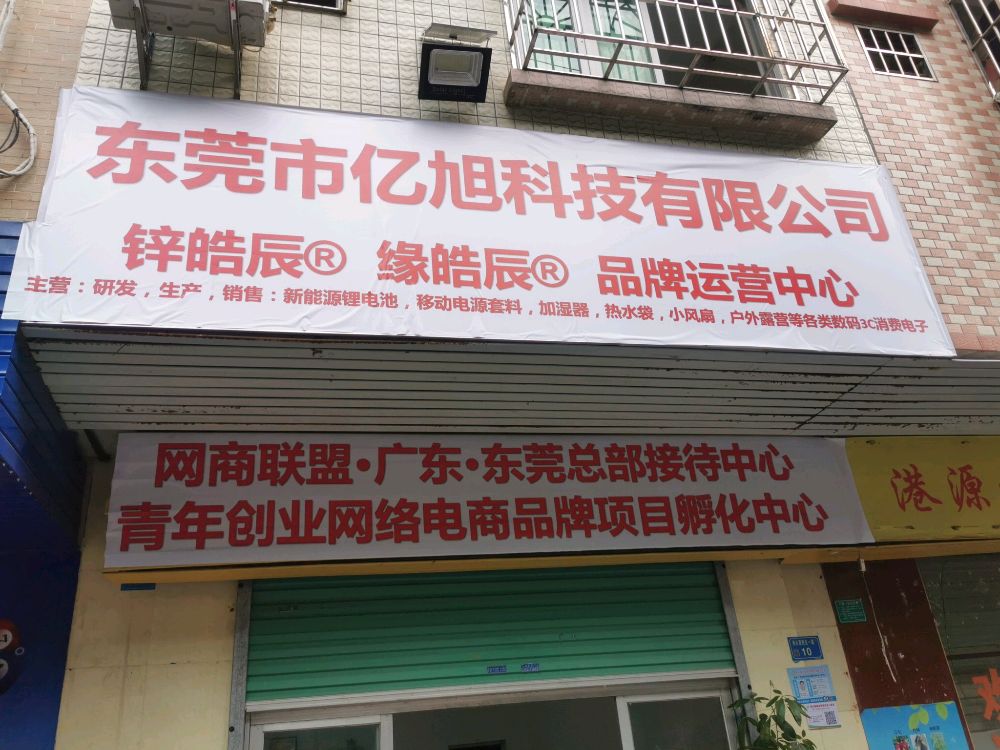 东莞市亿旭科技有限公司
锌皓辰® 缘皓辰® 品牌运营中心
主营：研发，生产，销售：新能源锂电池，移动电源套料，加湿器，热水袋，小风扇，户外露营等各类数码3C消费电子
网商联盟·广东·东莞总部接待中心
青年创业网络电商品牌项目孵化中心
港源
10